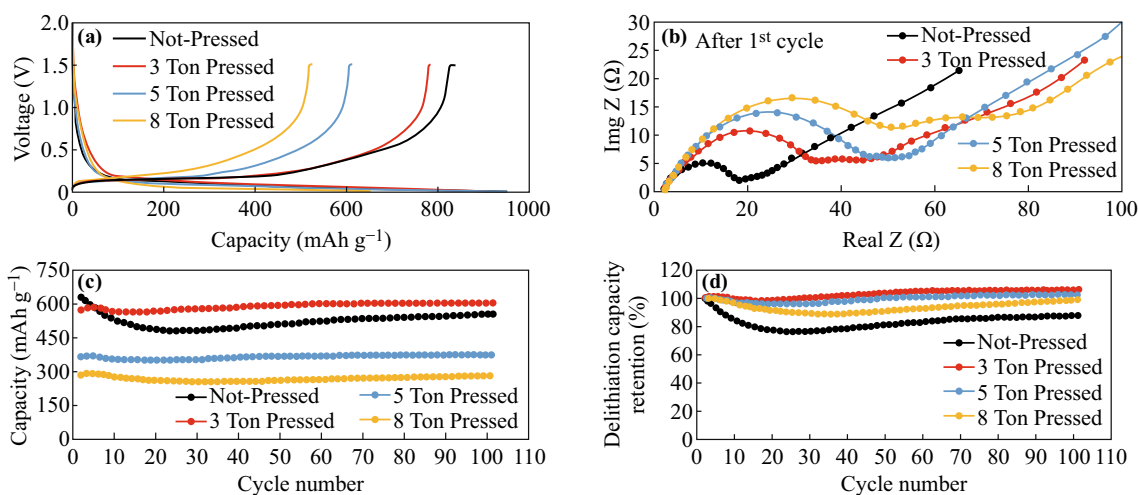 (a)
Not-Pressed
3 Ton Pressed
5 Ton Pressed
8 Ton Pressed
Voltage (V)
2.0
1.5
1.0
0.5
0
0 200 400 600 800 1000
Capacity (mAh g⁻¹)
(b) After 1st cycle
Not-Pressed
3 Ton Pressed
5 Ton Pressed
8 Ton Pressed
Img Z (Ω)
30
25
20
15
10
5
0
0 20 40 60 80 100
Real Z (Ω)
(c)
Not-Pressed
3 Ton Pressed
5 Ton Pressed
8 Ton Pressed
Capacity (mAh g⁻¹)
750
600
450
300
150
0
0 10 20 30 40 50 60 70 80 90 100 110
Cycle number
(d)
Not-Pressed
3 Ton Pressed
5 Ton Pressed
8 Ton Pressed
Delithiation capacity
retention (%)
120
100
80
60
40
20
0
0 10 20 30 40 50 60 70 80 90 100 110
Cycle number